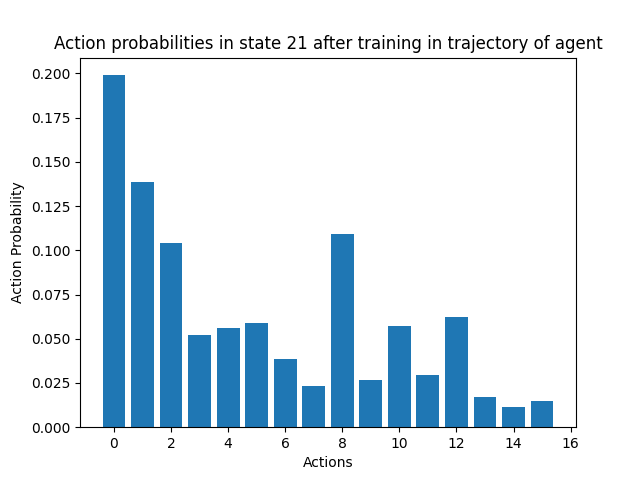 Action probabilities in state 21 after training in trajectory of agent
0.200
0.175
0.150
0.125
0.100
0.075
0.050
0.025
0.000
Action Probability
0 2 4 6 8 10 12 14 16
Actions